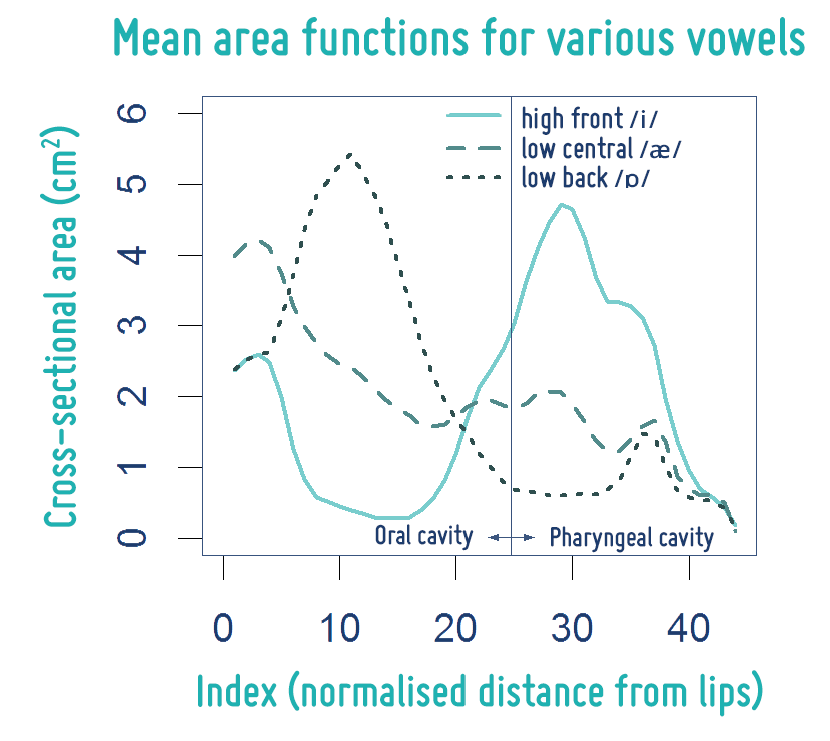 Mean area functions for various vowels
Cross-sectional area (cm²)
6
5
4
3
2
1
0
high front /i/
low central /æ/
low back /ɒ/
Oral cavity
Pharyngeal cavity
0 10 20 30 40
Index (normalised distance from lips)